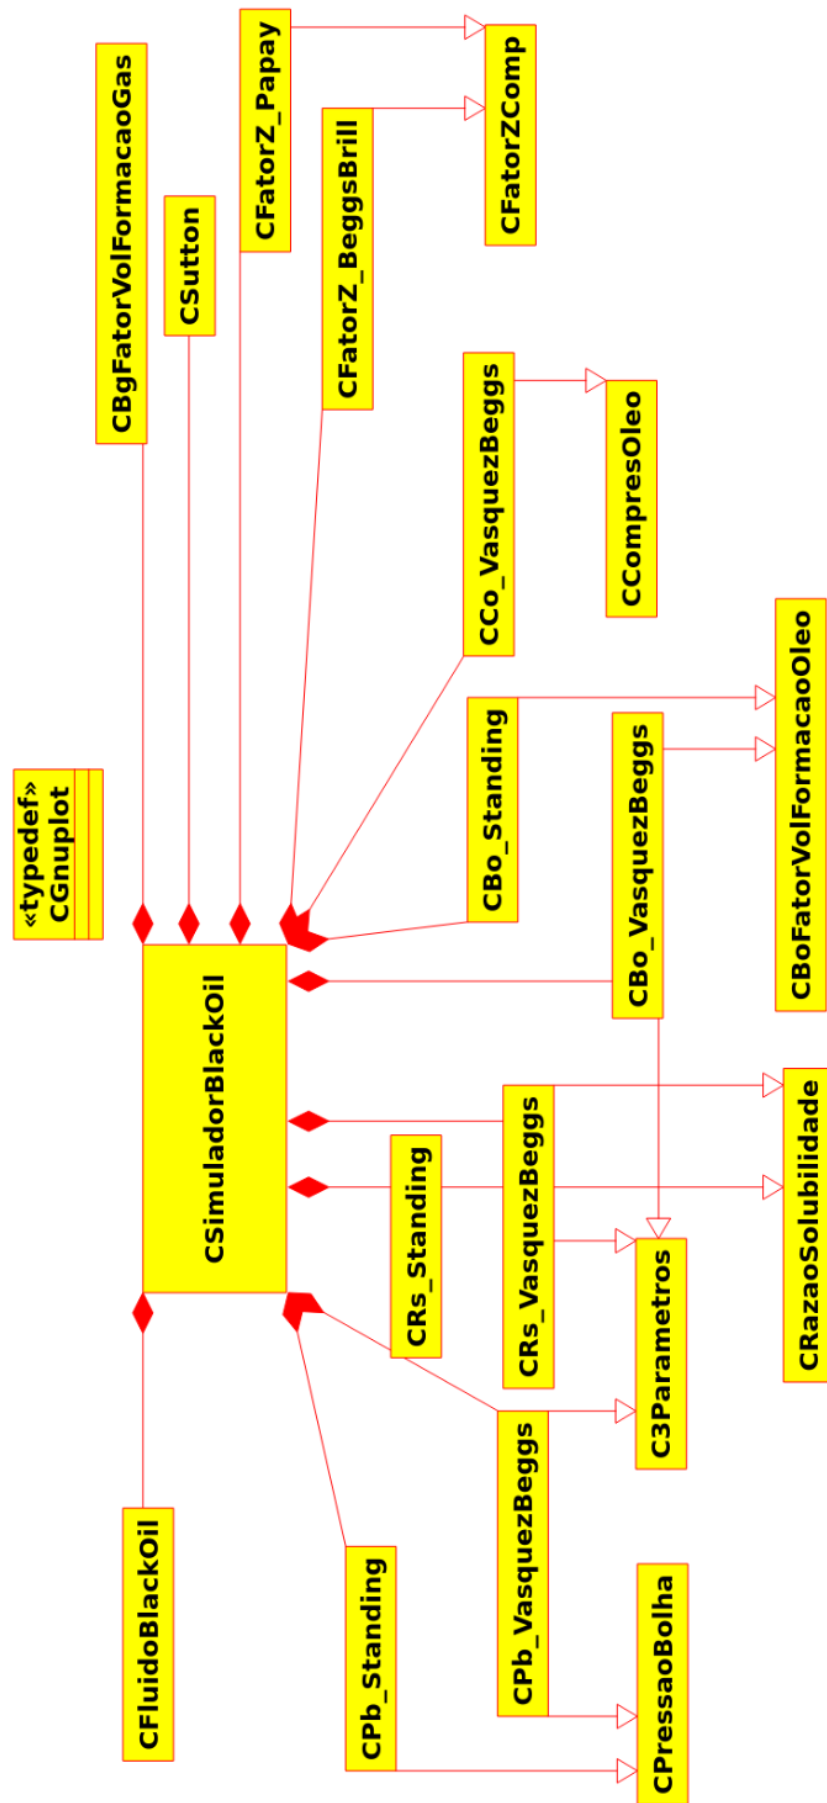 «typedef»
CGnuplot
CFluidoBlackOil
CSimuladorBlackOil
CBgFatorVolFormacaoGas
CSutton
CFatorZ_Papay
CFatorZ_BeggsBrill
CFatorZComp
CPb_Standing
CRs_Standing
CBo_Standing
CCo_VasquezBeggs
CPb_VasquezBeggs
CRs_VasquezBeggs
CBo_VasquezBeggs
CCompresOleo
CPressaoBolha
C3Parametros
CRazaoSolubilidade
CBoFatorVolFormacaoOleo